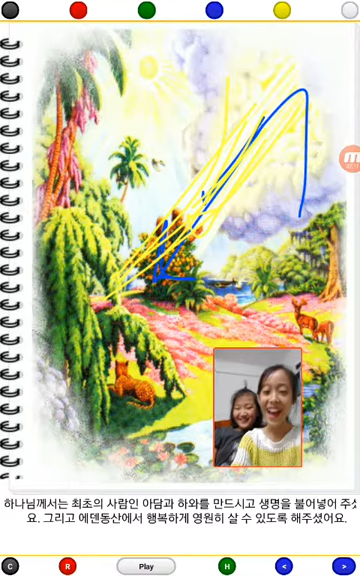 하나님께서는 최초의 사람인 아담과 하와를 만드시고 생명을 불어넣어 주셨
요. 그리고 에덴동산에서 행복하게 영원히 살 수 있도록 해주셨어요.
C
R
Play
H
<
>